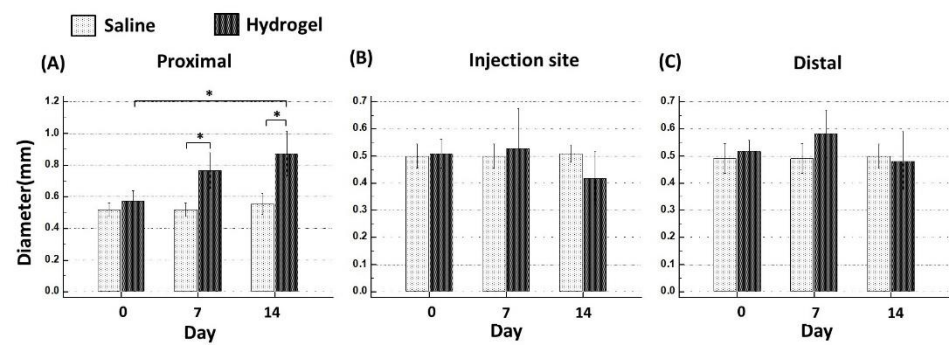 Saline Hydrogel
(A) Proximal
(B) Injection site
(C) Distal
Diameter(mm)
1.2
1.0
0.8
0.6
0.4
0.2
0.0
* * *
0 7 14
Day
0.7
0.6
0.5
0.4
0.3
0.2
0.1
0.0
0 7 14
Day
0.7
0.6
0.5
0.4
0.3
0.2
0.1
0.0
0 7 14
Day